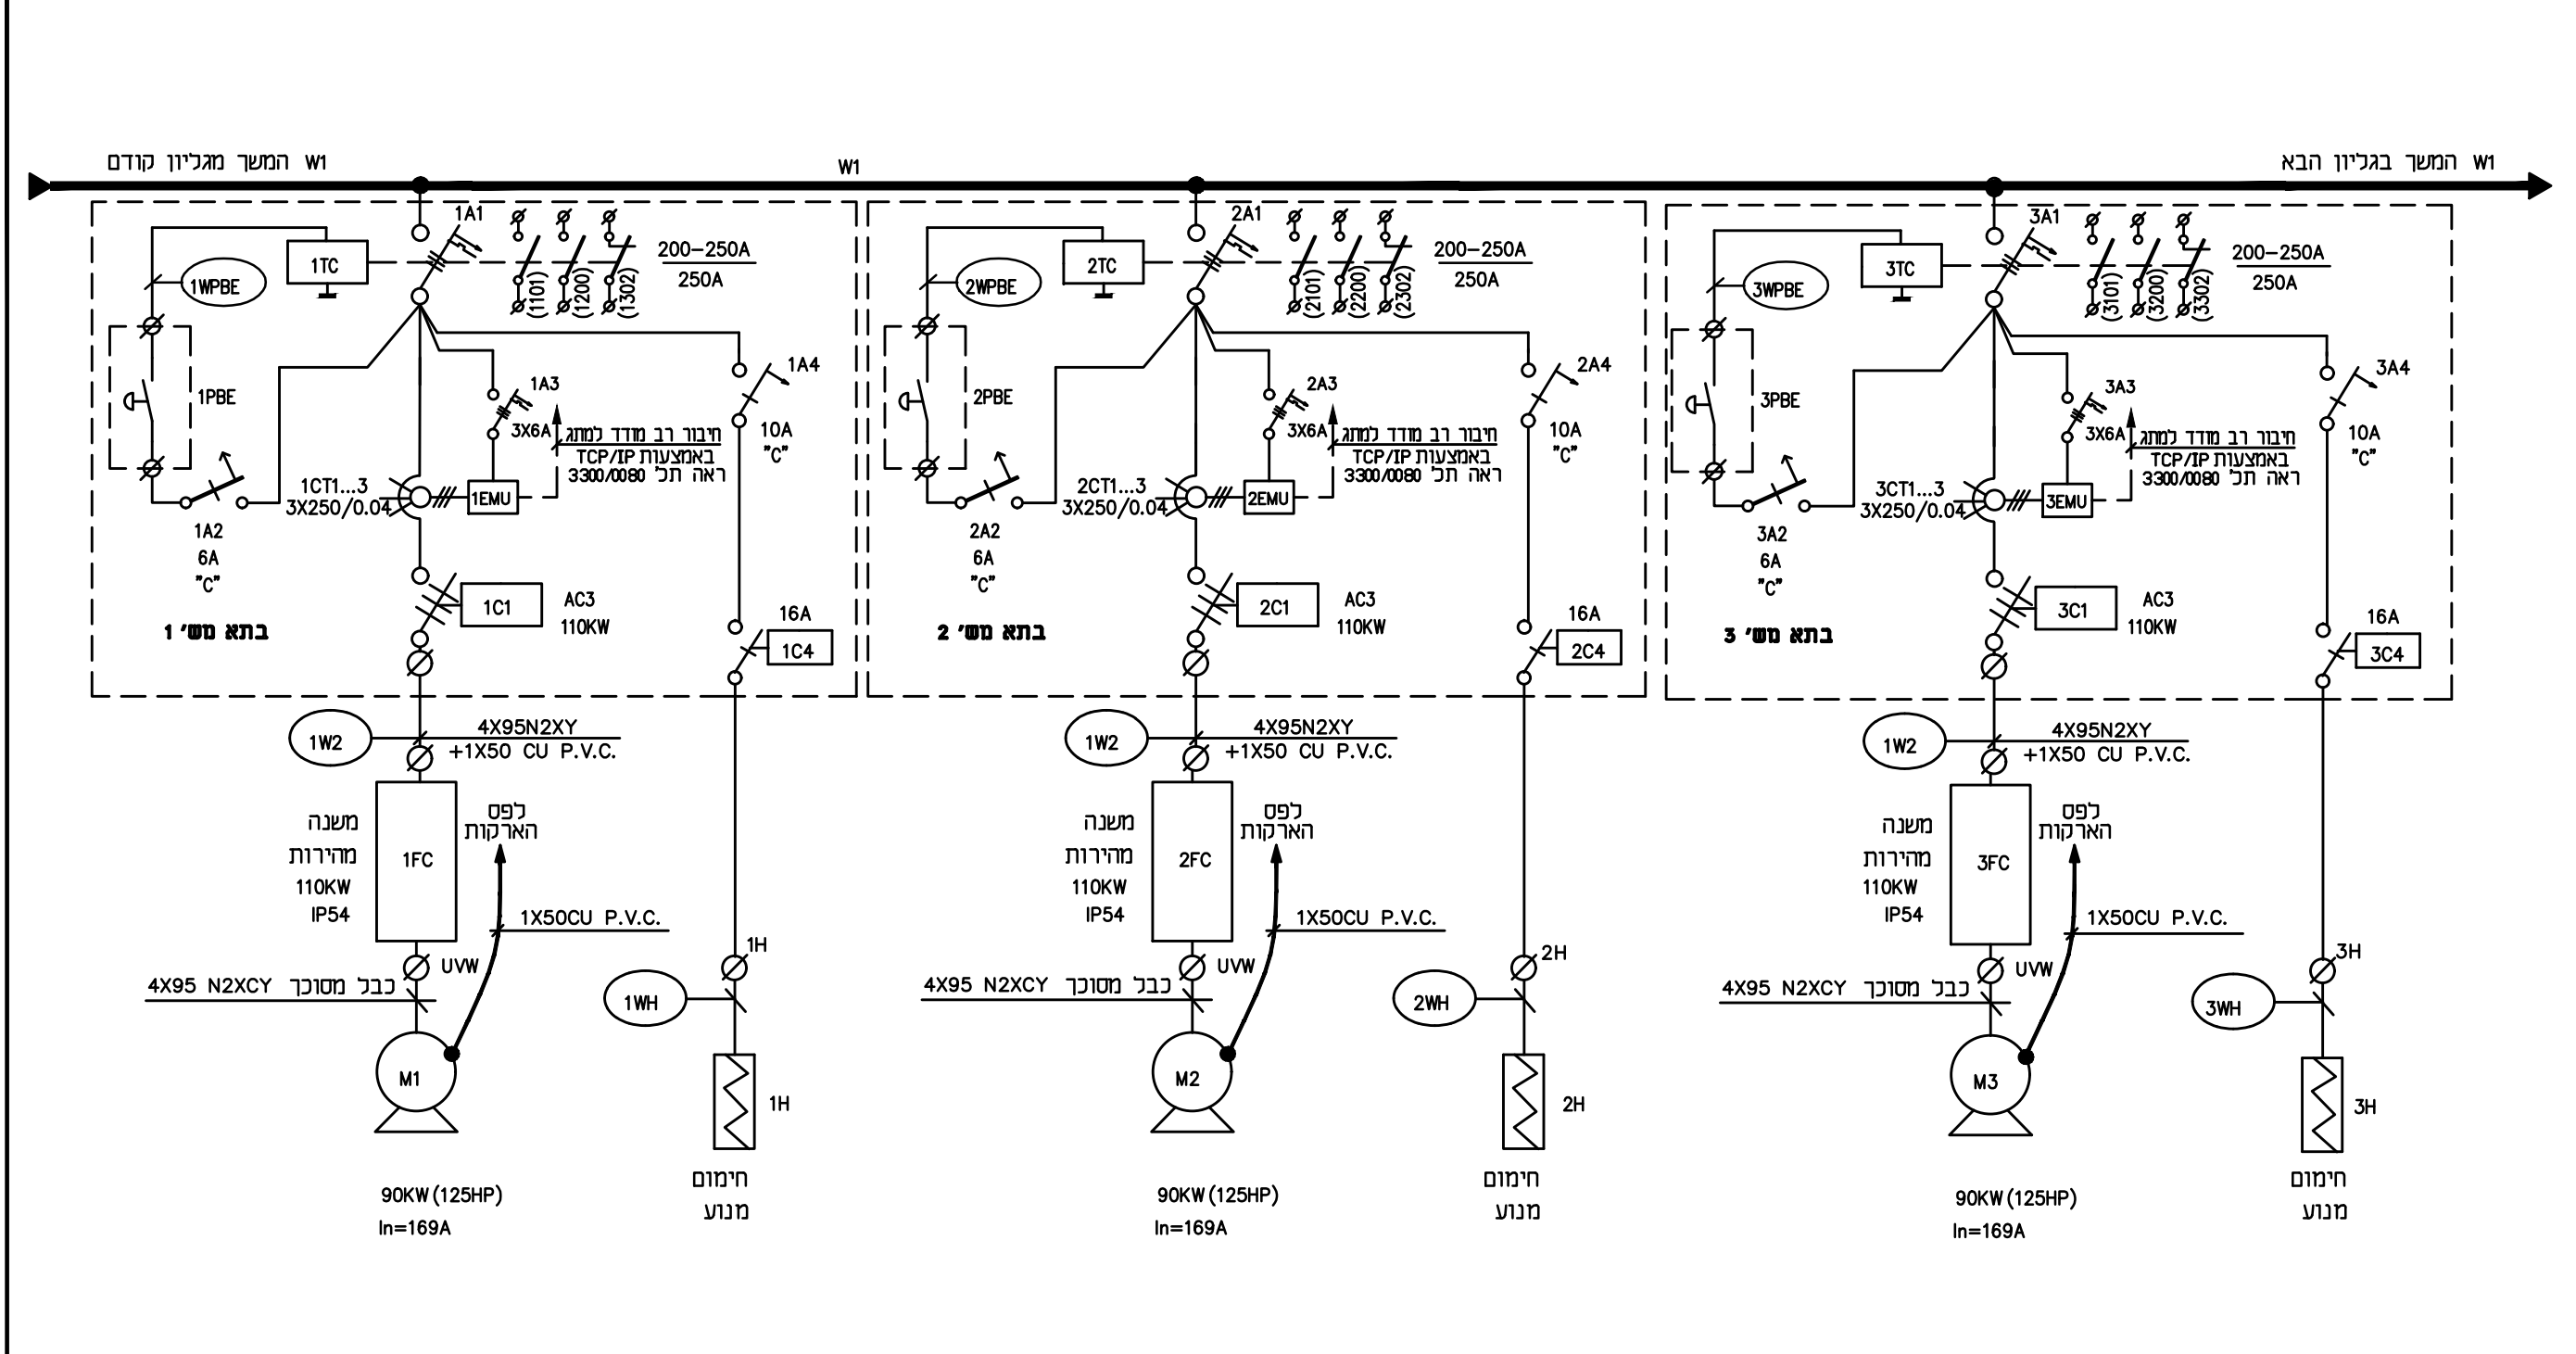 המשך מגליון קודם W1
W1
המשך בגליון הבא W1
1A1
200-250A
250A
1TC
1WPBE
(1101)
(1200)
(1302)
1PBE
1A3
3X6A
1A4
10A
"C"
חיבור רב מודד למתג
באמצעות TCP/IP
ראה תל' 3300/0080
1CT1...3
3X250/0.04
1EMU
1A2
6A
"C"
1C1
AC3
110KW
16A
1C4
בתא מש' 1
1W2
4X95N2XY
+1X50 CU P.V.C.
משנה
מהירות
110KW
IP54
1FC
לפס
הארקות
1X50CU P.V.C.
UVW
4X95 N2XCY כבל מסוכך
1H
1WH
M1
1H
90KW(125HP)
In=169A
חימום
מנוע
2A1
200-250A
250A
2TC
2WPBE
(2101)
(2200)
(2302)
2PBE
2A3
3X6A
2A4
10A
"C"
חיבור רב מודד למתג
באמצעות TCP/IP
ראה תל' 3300/0080
2CT1...3
3X250/0.04
2EMU
2A2
6A
"C"
2C1
AC3
110KW
16A
2C4
בתא מש' 2
1W2
4X95N2XY
+1X50 CU P.V.C.
משנה
מהירות
110KW
IP54
2FC
לפס
הארקות
1X50CU P.V.C.
UVW
4X95 N2XCY כבל מסוכך
2H
2WH
M2
2H
90KW(125HP)
In=169A
חימום
מנוע
3A1
200-250A
250A
3TC
3WPBE
(3101)
(3200)
(3302)
3PBE
3A3
3X6A
3A4
10A
"C"
חיבור רב מודד למתג
באמצעות TCP/IP
ראה תל' 3300/0080
3CT1...3
3X250/0.04
3EMU
3A2
6A
"C"
3C1
AC3
110KW
16A
3C4
בתא מש' 3
1W2
4X95N2XY
+1X50 CU P.V.C.
משנה
מהירות
110KW
IP54
3FC
לפס
הארקות
1X50CU P.V.C.
UVW
4X95 N2XCY כבל מסוכך
3H
3WH
M3
3H
90KW(125HP)
In=169A
חימום
מנוע